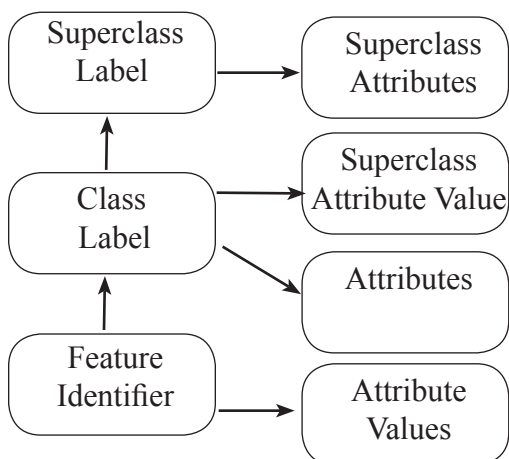 Superclass
Label
Superclass
Attributes
Class
Label
Superclass
Attribute Value
Attributes
Feature
Identifier
Attribute
Values